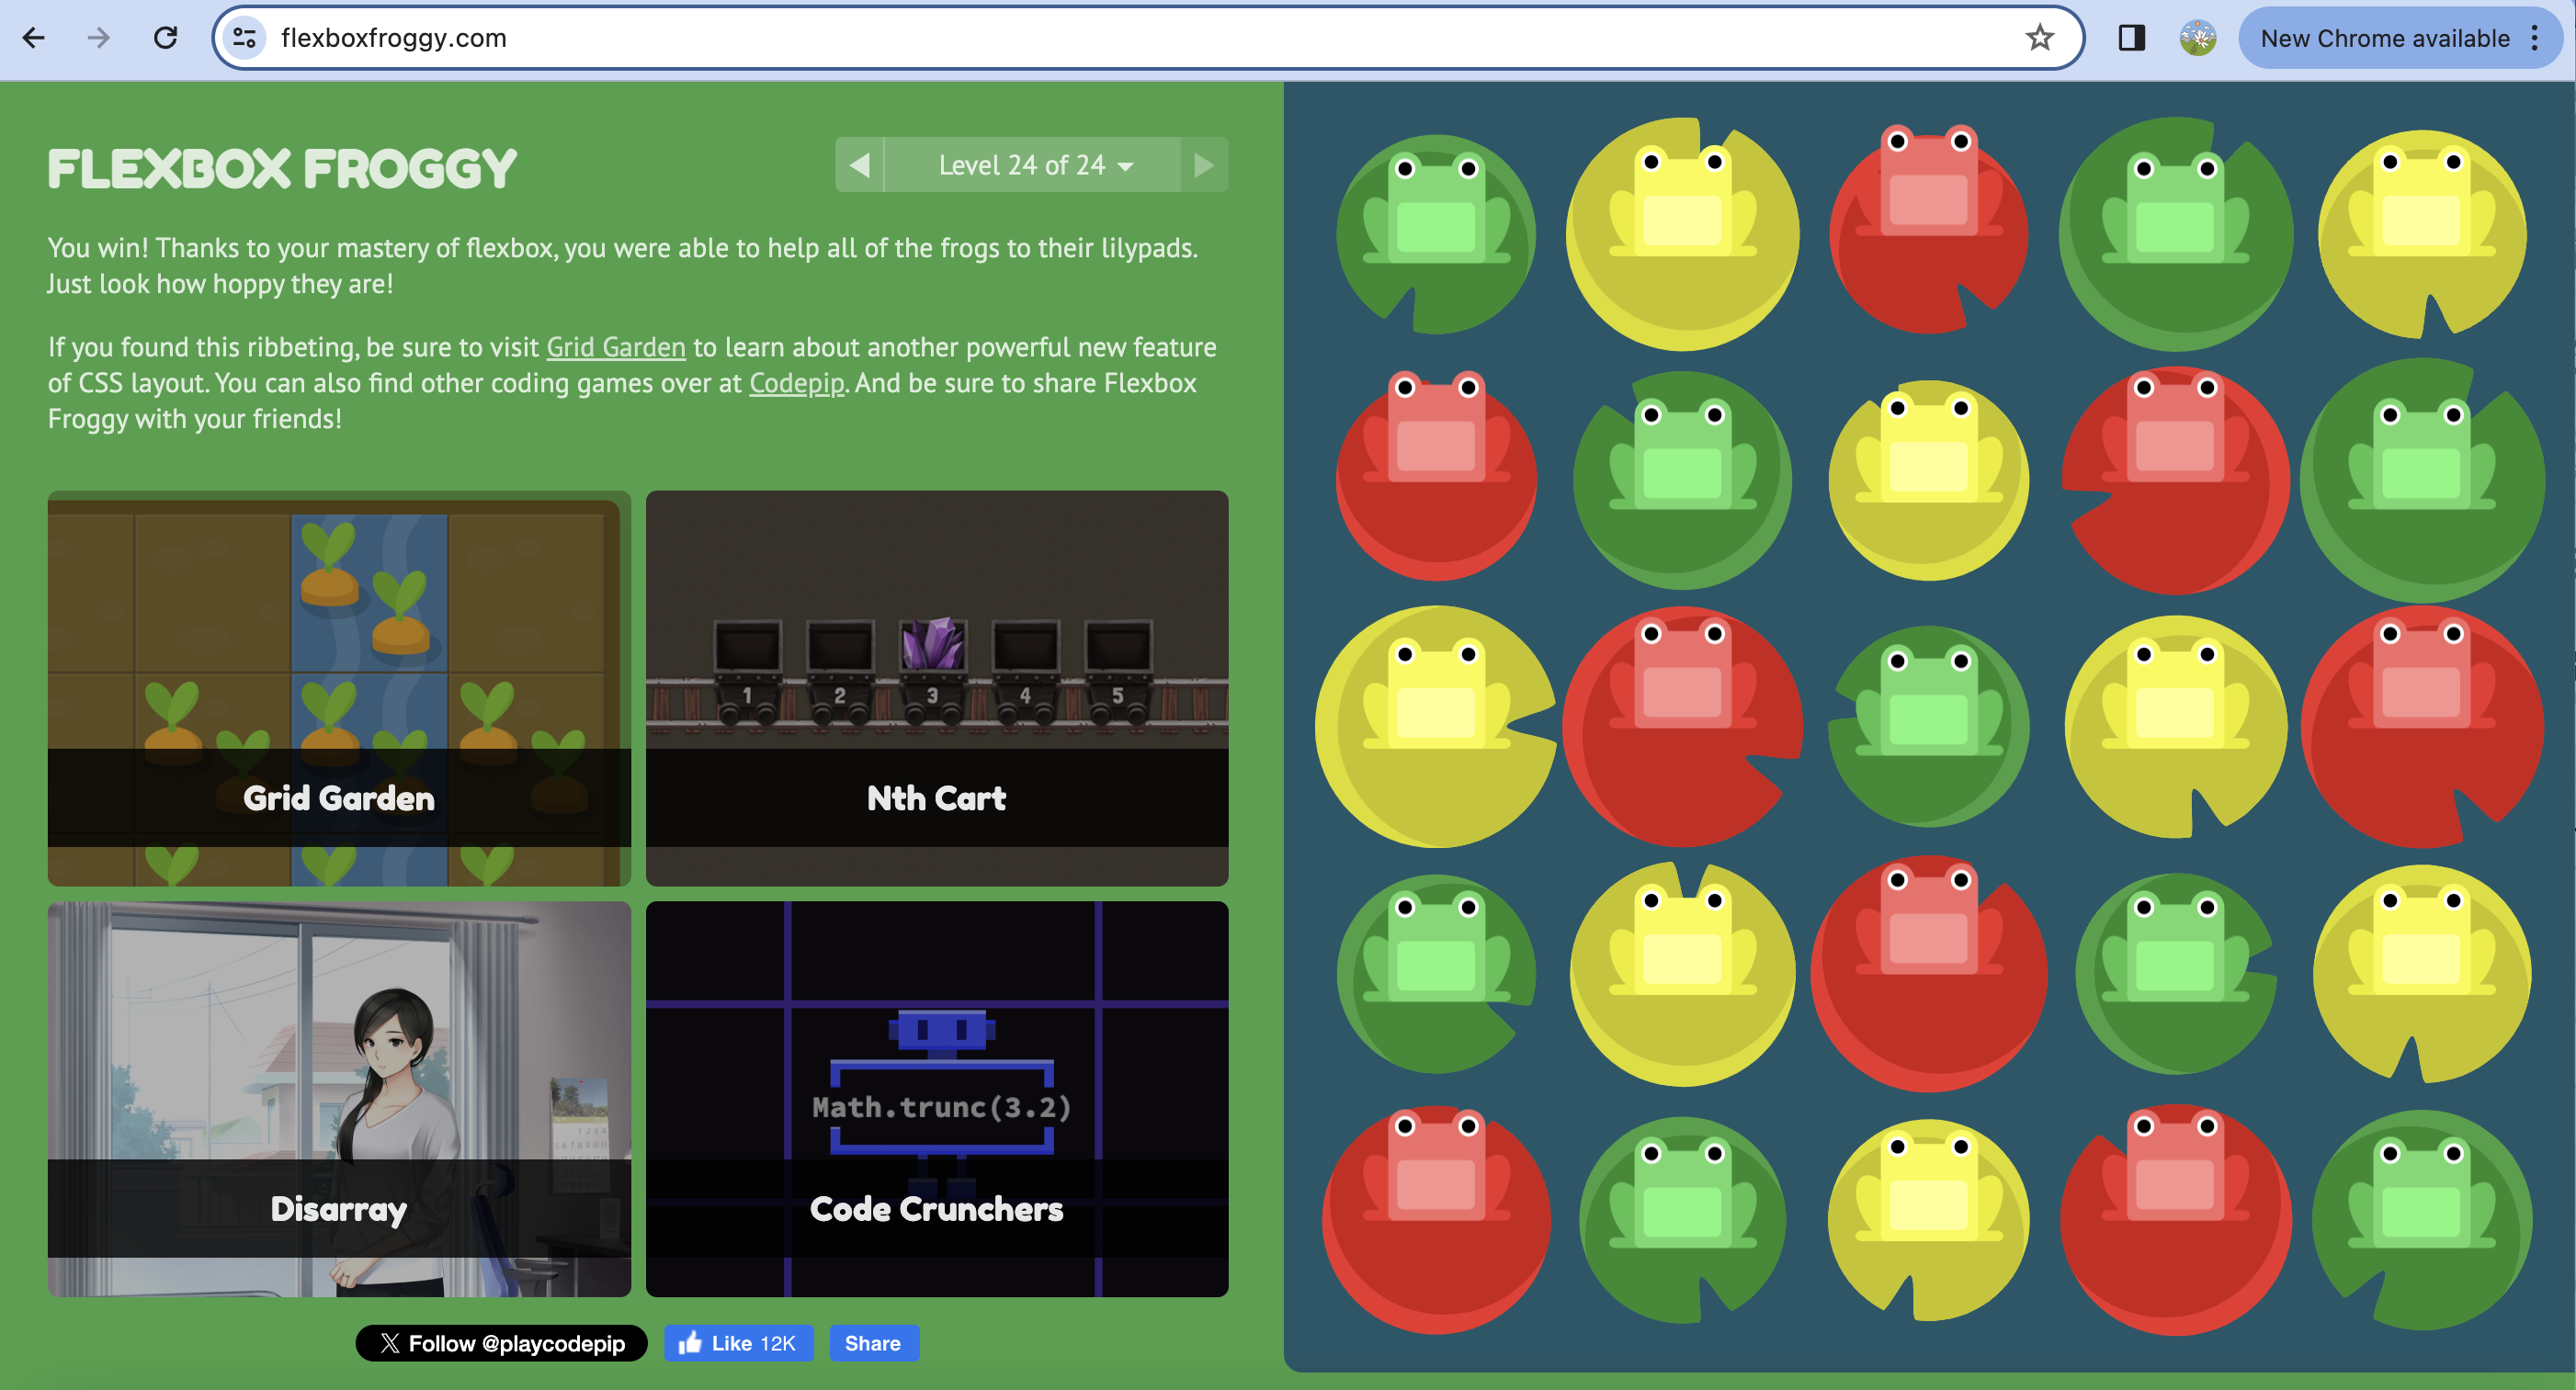 flexboxfroggy.com
New Chrome available
FLEXBOX FROGGY
Level 24 of 24
You win! Thanks to your mastery of flexbox, you were able to help all of the frogs to their lilypads.
Just look how hoppy they are!
If you found this ribbeting, be sure to visit Grid Garden to learn about another powerful new feature
of CSS layout. You can also find other coding games over at Codepip. And be sure to share Flexbox
Froggy with your friends!
1 2 3 4 5
Grid Garden
Nth Cart
Math.trunc(3.2)
Disarray
Code Crunchers
Follow @playcodepip
Like 12K
Share